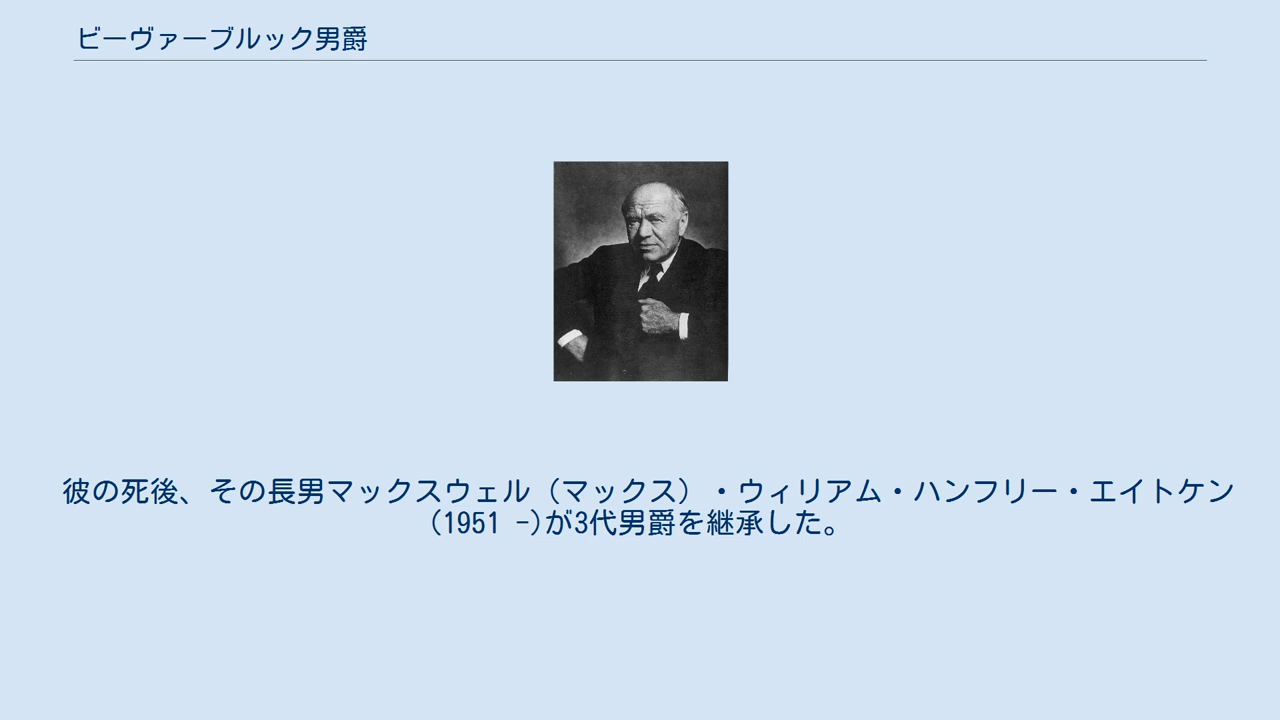 ビーヴァーブルック男爵
彼の死後、その長男マックスウェル（マックス）・ウィリアム・ハンフリー・エイトケン
(1951 -)が3代男爵を継承した。